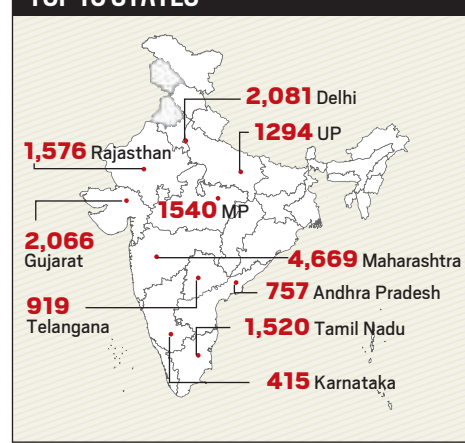 TOP 10 STATES
2,081 Delhi
1294 UP
1,576 Rajasthan
1540 MP
2,066
Gujarat
4,669 Maharashtra
919
Telangana
757 Andhra Pradesh
1,520 Tamil Nadu
415 Karnataka